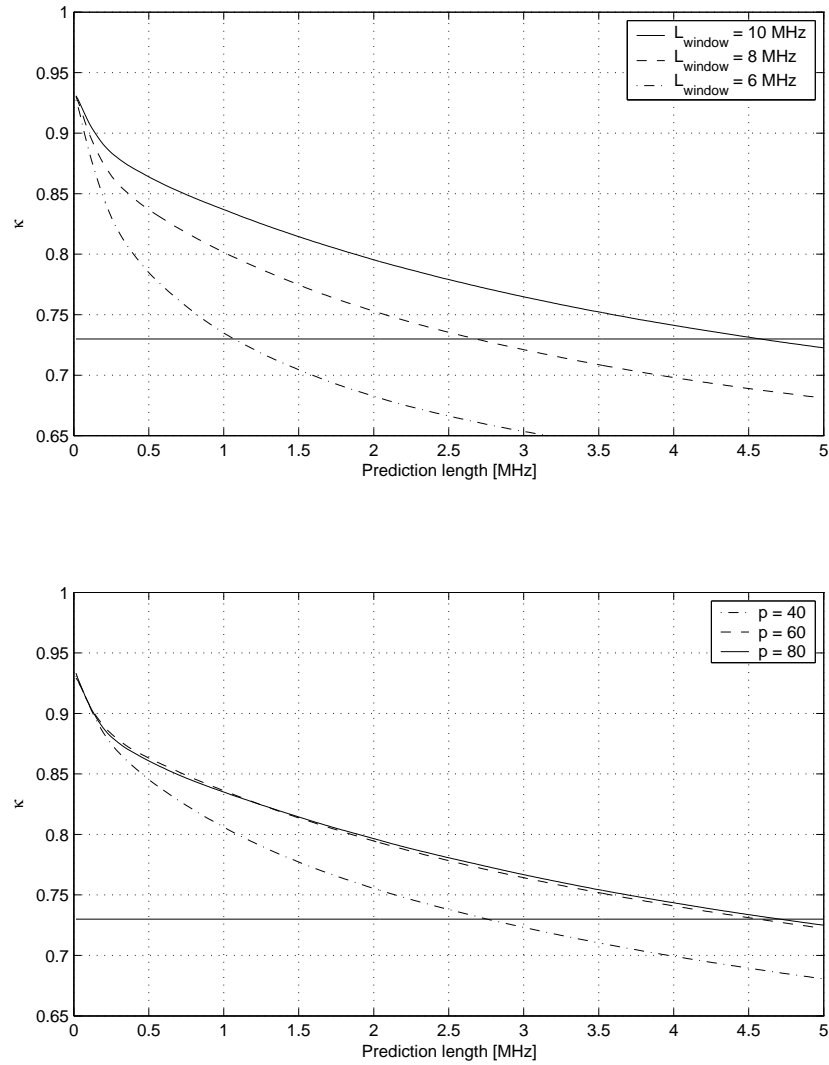 1
0.95
0.9
0.85
0.8
0.75
0.7
0.65
κ
0 0.5 1 1.5 2 2.5 3 3.5 4 4.5 5
Prediction length [MHz]
L_window = 10 MHz
L_window = 8 MHz
L_window = 6 MHz
1
0.95
0.9
0.85
0.8
0.75
0.7
0.65
κ
0 0.5 1 1.5 2 2.5 3 3.5 4 4.5 5
Prediction length [MHz]
p = 40
p = 60
p = 80